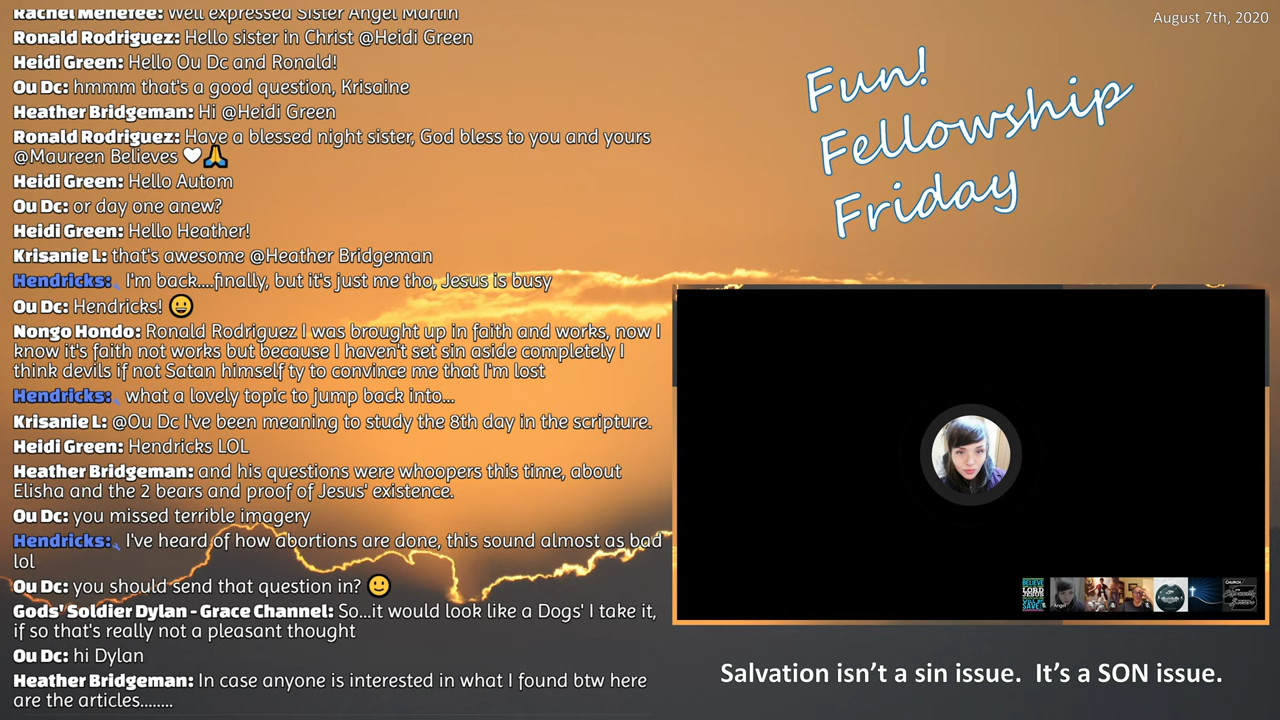 Rachel Menefee: Well expressed Sister Angel Martin
Ronald Rodriguez: Hello sister in Christ @Heidi Green
Heidi Green: Hello Ou Dc and Ronald!
Ou Dc: hmmm that's a good question, Krisaine
Heather Bridgeman: Hi @Heidi Green
Ronald Rodriguez: Have a blessed night sister, God bless to you and yours
@Maureen Believes 🤍🙏
Heidi Green: Hello Autom
Ou Dc: or day one anew?
Heidi Green: Hello Heather!
Krisanie L: that's awesome @Heather Bridgeman
Hendricks: I'm back....finally, but it's just me tho, Jesus is busy
Ou Dc: Hendricks! 😀
Nongo Hondo: Ronald Rodriguez I was brought up in faith and works, now I
know it's faith not works but because I haven't set sin aside completely I
think devils if not Satan himself ty to convince me that I'm lost
Hendricks: what a lovely topic to jump back into...
Krisanie L: @Ou Dc I've been meaning to study the 8th day in the scripture.
Heidi Green: Hendricks LOL
Heather Bridgeman: and his questions were whoopers this time, about
Elisha and the 2 bears and proof of Jesus' existence.
Ou Dc: you missed terrible imagery
Hendricks: I've heard of how abortions are done, this sound almost as bad
lol
Ou Dc: you should send that question in? 🙂
Gods' Soldier Dylan - Grace Channel: So...it would look like a Dogs' I take it,
if so that's really not a pleasant thought
Ou Dc: hi Dylan
Heather Bridgeman: In case anyone is interested in what I found btw here
are the articles........
August 7th, 2020
Fun!
Fellowship
Friday
BELIEVE
LORD
JESUS
SAVE
Angel
CHURCH
Salvation isn't a sin issue. It's a SON issue.